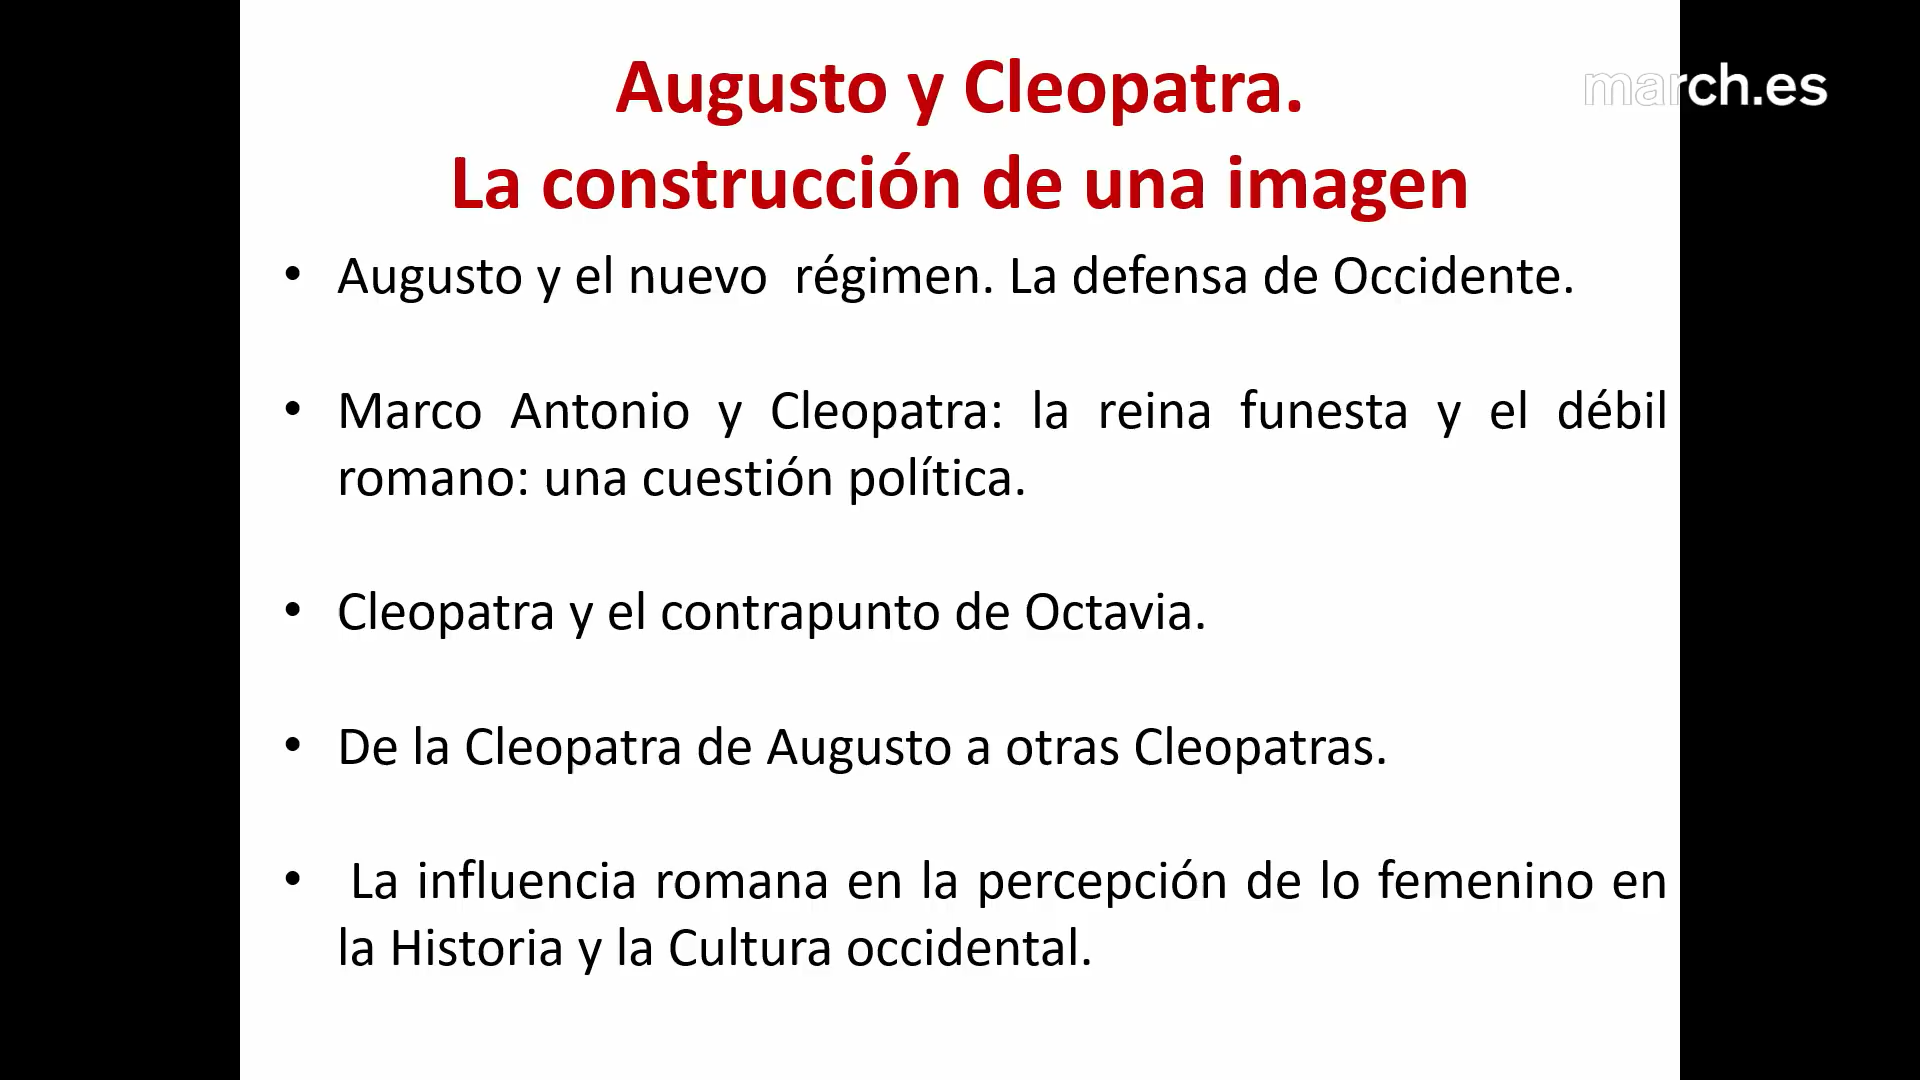 Augusto y Cleopatra.
La construcción de una imagen
march.es
• Augusto y el nuevo régimen. La defensa de Occidente.
• Marco Antonio y Cleopatra: la reina funesta y el débil
romano: una cuestión política.
• Cleopatra y el contrapunto de Octavia.
• De la Cleopatra de Augusto a otras Cleopatras.
• La influencia romana en la percepción de lo femenino en
la Historia y la Cultura occidental.